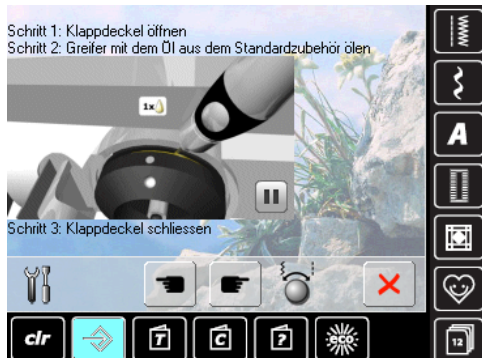 Schritt 1: Klappdeckel öffnen
Schritt 2: Greifer mit dem Öl aus dem Standardzubehör ölen
1x
Schritt 3: Klappdeckel schliessen
A
12
clr
T
C
?
eco